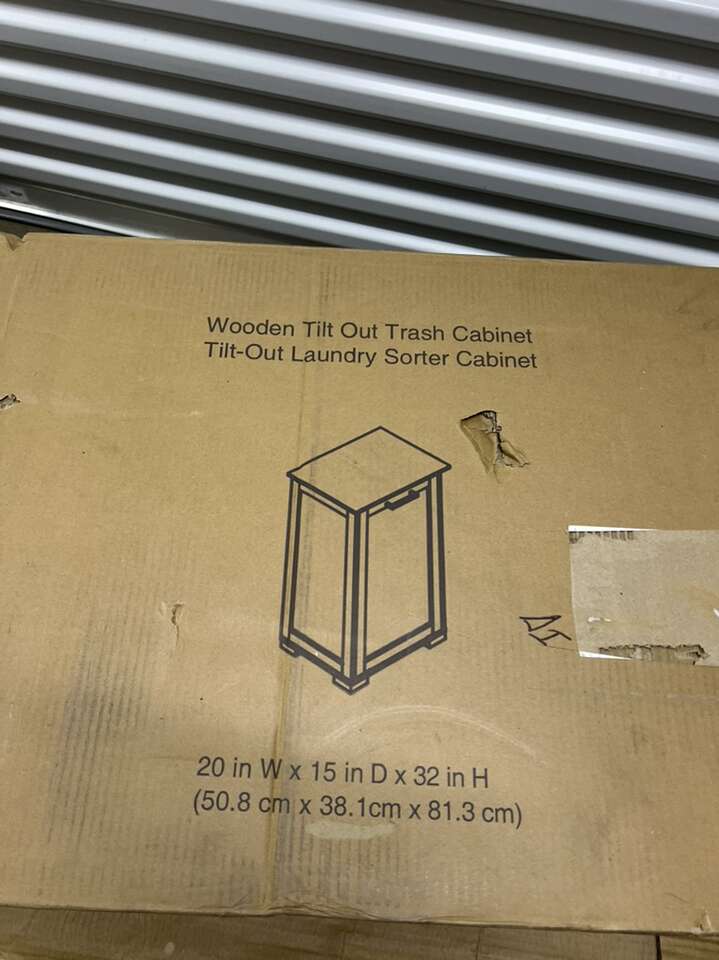 Wooden Tilt Out Trash Cabinet
Tilt-Out Laundry Sorter Cabinet
20 in W x 15 in D x 32 in H
(50.8 cm x 38.1cm x 81.3 cm)